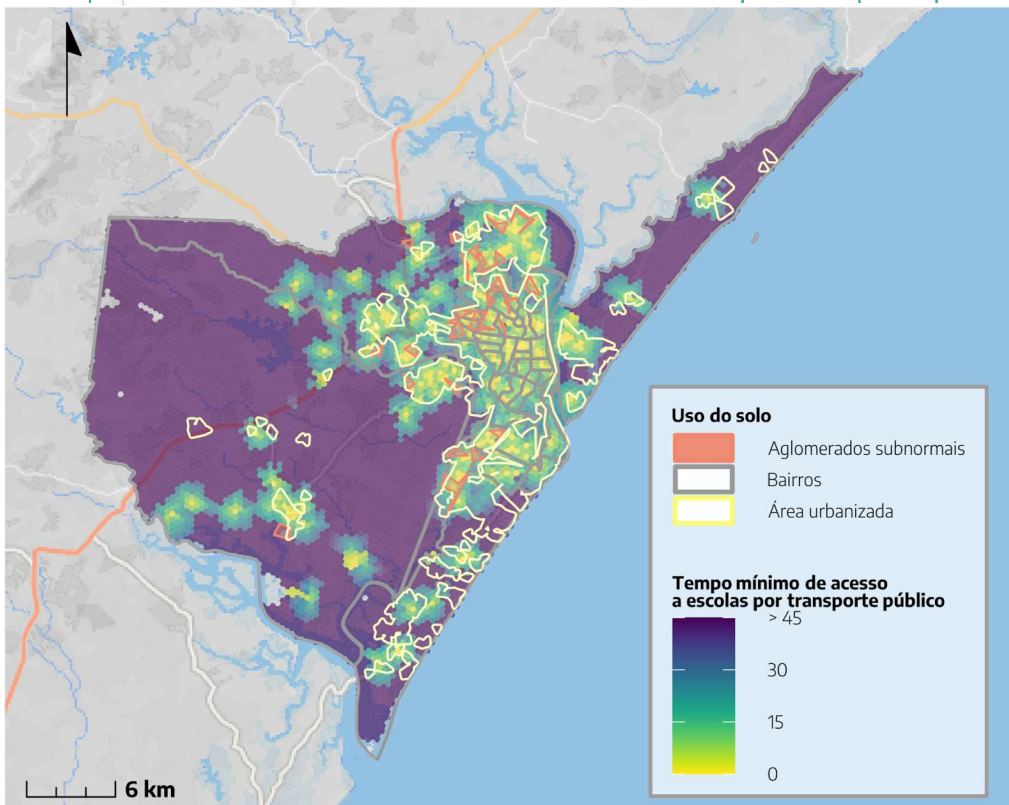 Uso do solo
Aglomerados subnormais
Bairros
Área urbanizada
Tempo mínimo de acesso
a escolas por transporte público
> 45
30
15
0
6 km